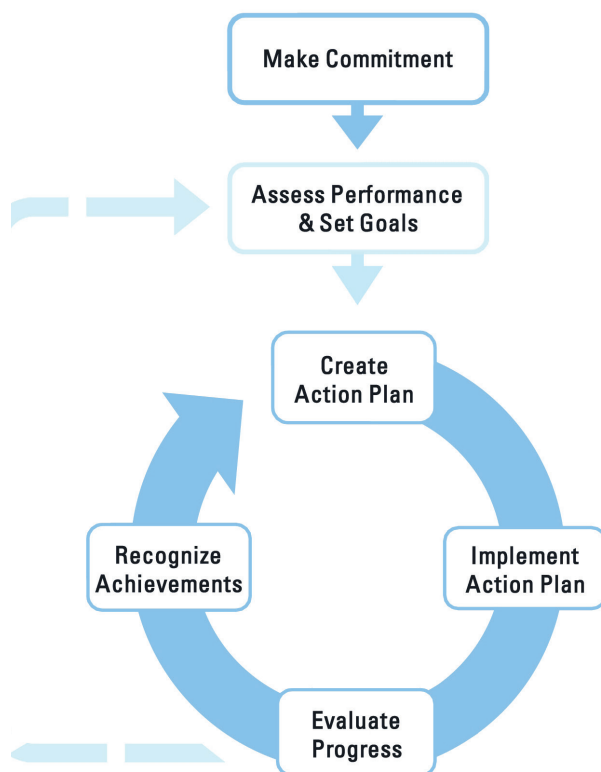 Make Commitment
Assess Performance
& Set Goals
Create
Action Plan
Recognize
Achievements
Implement
Action Plan
Evaluate
Progress